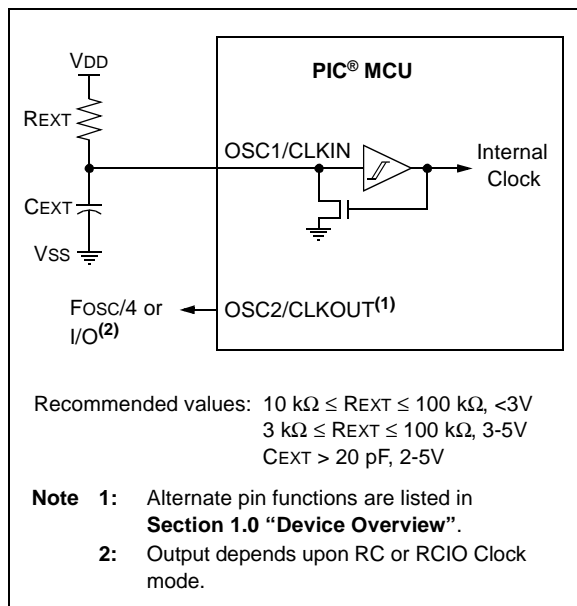 VDD
PIC® MCU
REXT
OSC1/CLKIN
Internal
Clock
CEXT
VSS
FOSC/4 or
I/O(2)
OSC2/CLKOUT(1)
Recommended values: 10 kΩ ≤ REXT ≤ 100 kΩ, <3V
3 kΩ ≤ REXT ≤ 100 kΩ, 3-5V
CEXT > 20 pF, 2-5V
Note 1: Alternate pin functions are listed in
Section 1.0 “Device Overview”.
2: Output depends upon RC or RCIO Clock
mode.